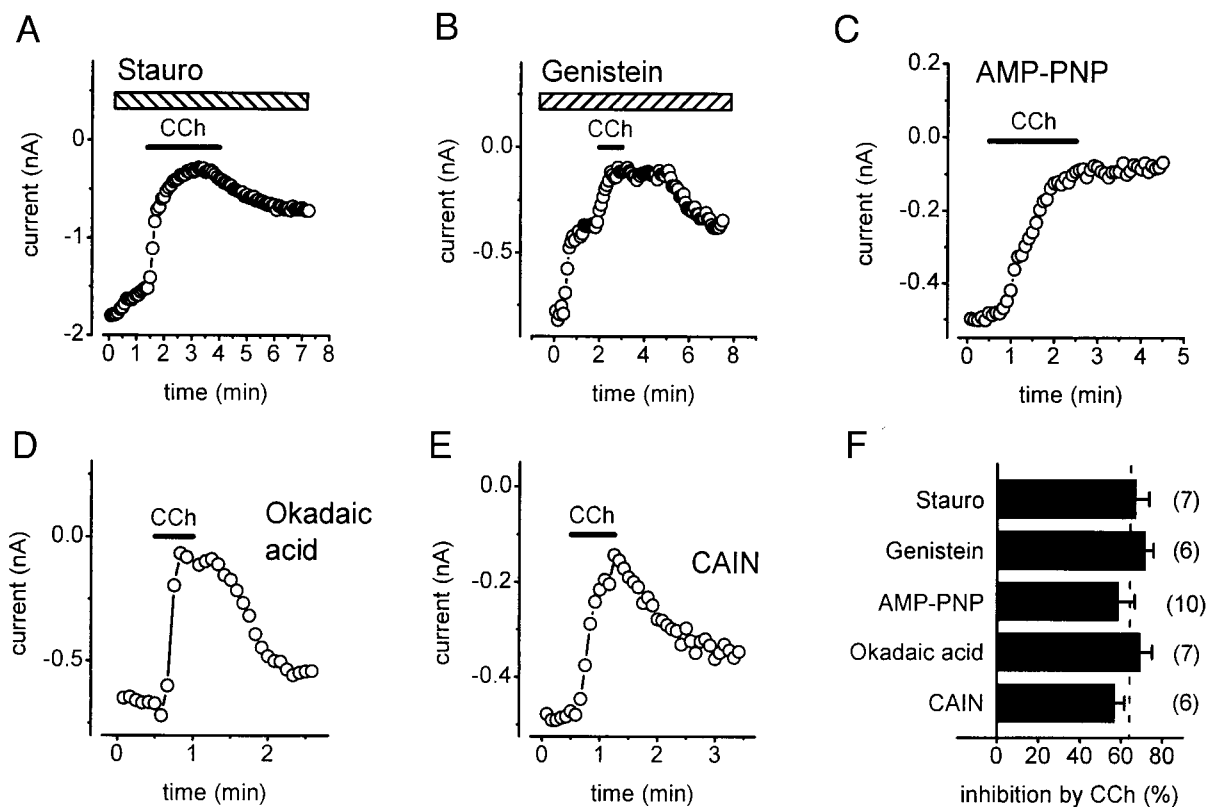 A
Stauro
CCh
0
-1
-2
current (nA)
0 1 2 3 4 5 6 7 8
time (min)
B
Genistein
CCh
0.0
-0.5
current (nA)
0 2 4 6 8
time (min)
C
AMP-PNP
CCh
0.2
0.0
-0.2
-0.4
current (nA)
0 1 2 3 4 5
time (min)
D
Okadaic
acid
CCh
0.0
-0.5
current (nA)
0 1 2
time (min)
E
CAIN
CCh
0.0
-0.2
-0.4
current (nA)
0 1 2 3
time (min)
F
Stauro (7)
Genistein (6)
AMP-PNP (10)
Okadaic acid (7)
CAIN (6)
0 20 40 60 80
inhibition by CCh (%)